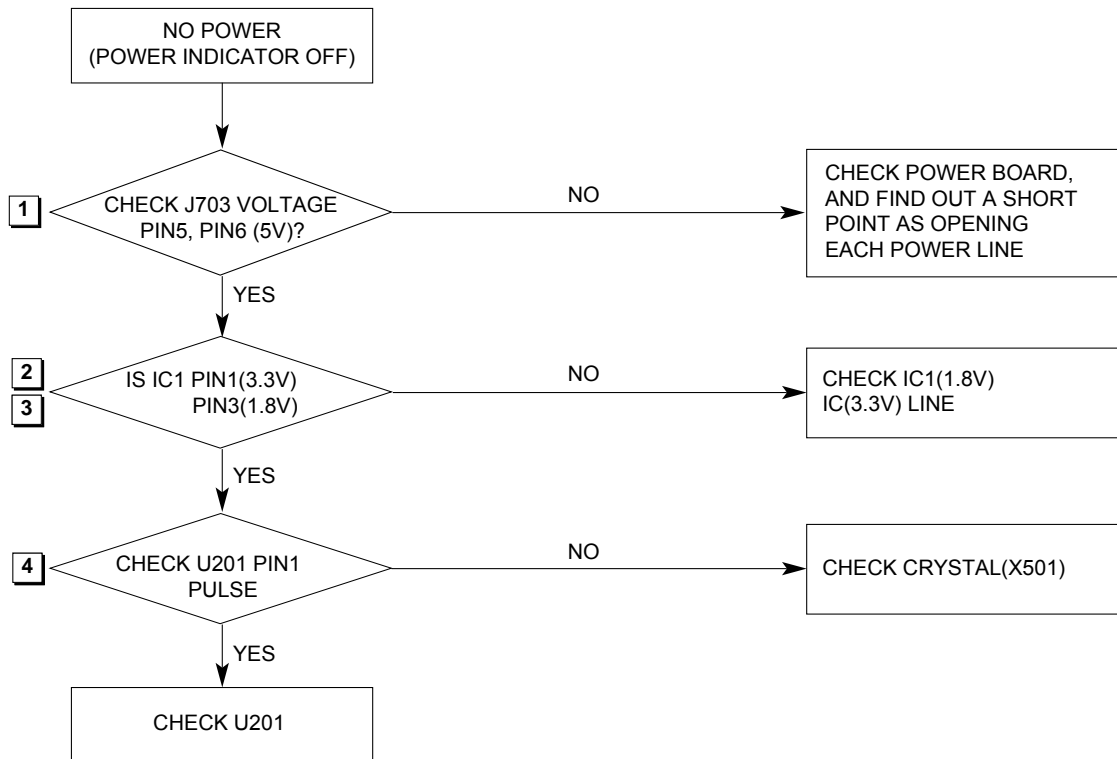 NO POWER
(POWER INDICATOR OFF)
1
CHECK J703 VOLTAGE
PIN5, PIN6 (5V)?
NO
CHECK POWER BOARD,
AND FIND OUT A SHORT
POINT AS OPENING
EACH POWER LINE
YES
2
3
IS IC1 PIN1(3.3V)
PIN3(1.8V)
NO
CHECK IC1(1.8V)
IC(3.3V) LINE
YES
4
CHECK U201 PIN1
PULSE
NO
CHECK CRYSTAL(X501)
YES
CHECK U201